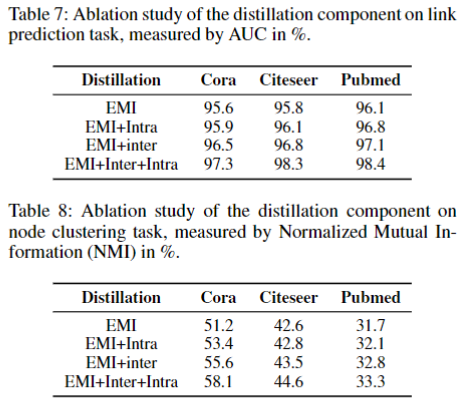 Table 7: Ablation study of the distillation component on link
prediction task, measured by AUC in %.
Distillation Cora Citeseer Pubmed
EMI 95.6 95.8 96.1
EMI+Intra 95.9 96.1 96.8
EMI+inter 96.5 96.8 97.1
EMI+Inter+Intra 97.3 98.3 98.4
Table 8: Ablation study of the distillation component on
node clustering task, measured by Normalized Mutual In-
formation (NMI) in %.
Distillation Cora Citeseer Pubmed
EMI 51.2 42.6 31.7
EMI+Intra 53.4 42.8 32.1
EMI+inter 55.6 43.5 32.8
EMI+Inter+Intra 58.1 44.6 33.3